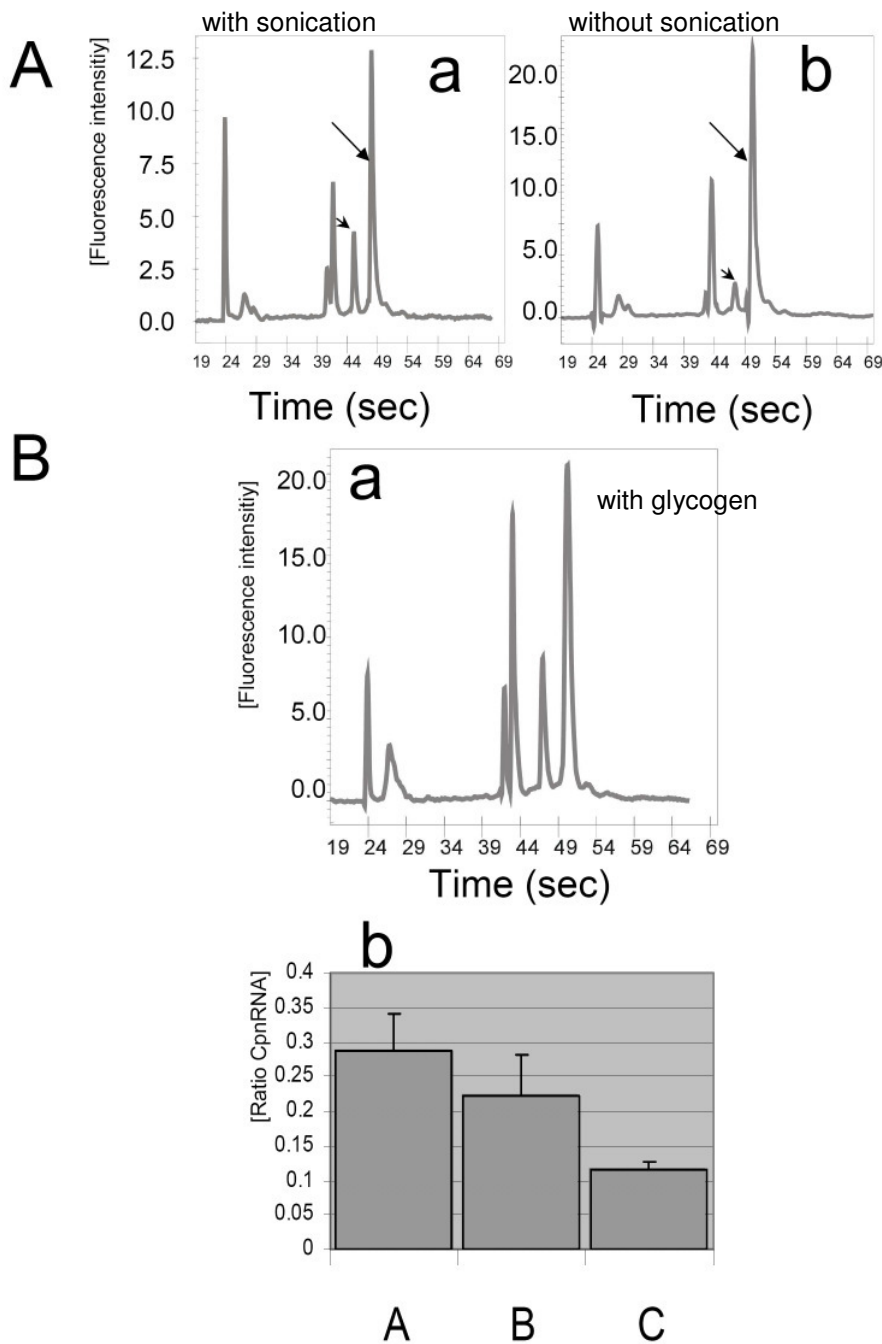 A
with sonication
a
[Fluorescence intensitiy]
12.5
10.0
7.5
5.0
2.5
0.0
19 24 29 34 39 44 49 54 59 64 69
Time (sec)
without sonication
b
20.0
15.0
10.0
5.0
0.0
19 24 29 34 39 44 49 54 59 64 69
Time (sec)
B
a
with glycogen
[Fluorescence intensitiy]
20.0
15.0
10.0
5.0
0.0
19 24 29 34 39 44 49 54 59 64 69
Time (sec)
b
[Ratio CpnRNA]
0.4
0.35
0.3
0.25
0.2
0.15
0.1
0.05
0
A B C